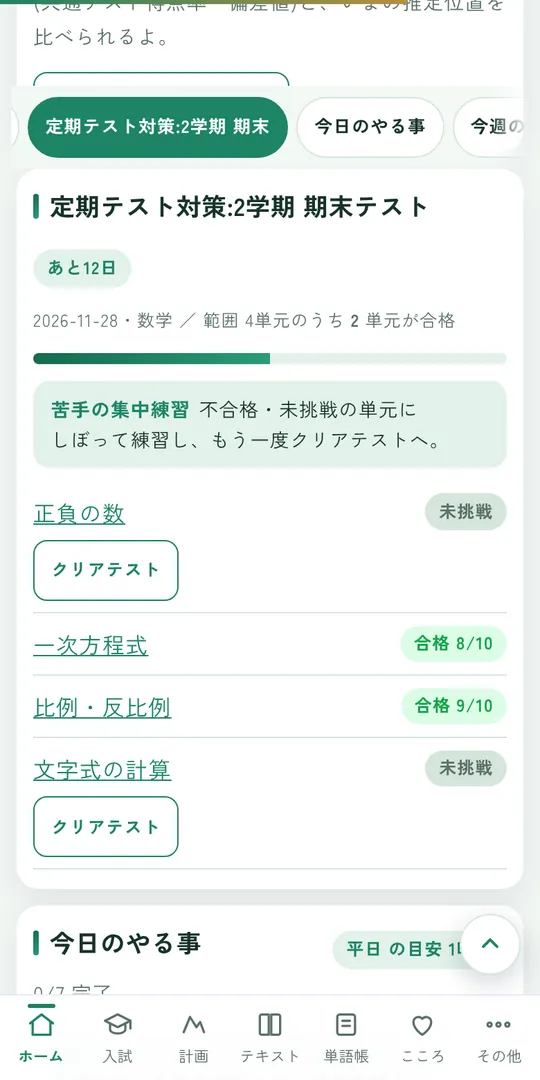 比べられるよ。
定期テスト対策:2学期 期末
今日のやる事
今週の
定期テスト対策:2学期 期末テスト
あと12日
2026-11-28・数学 ／ 範囲 4単元のうち 2 単元が合格
苦手の集中練習 不合格・未挑戦の単元に
しぼって練習し、もう一度クリアテストへ。
正負の数
未挑戦
クリアテスト
一次方程式
合格 8/10
比例・反比例
合格 9/10
文字式の計算
未挑戦
クリアテスト
今日のやる事
平日 の目安 1
0/7 完了
ホーム
入試
計画
テキスト
単語帳
こころ
その他